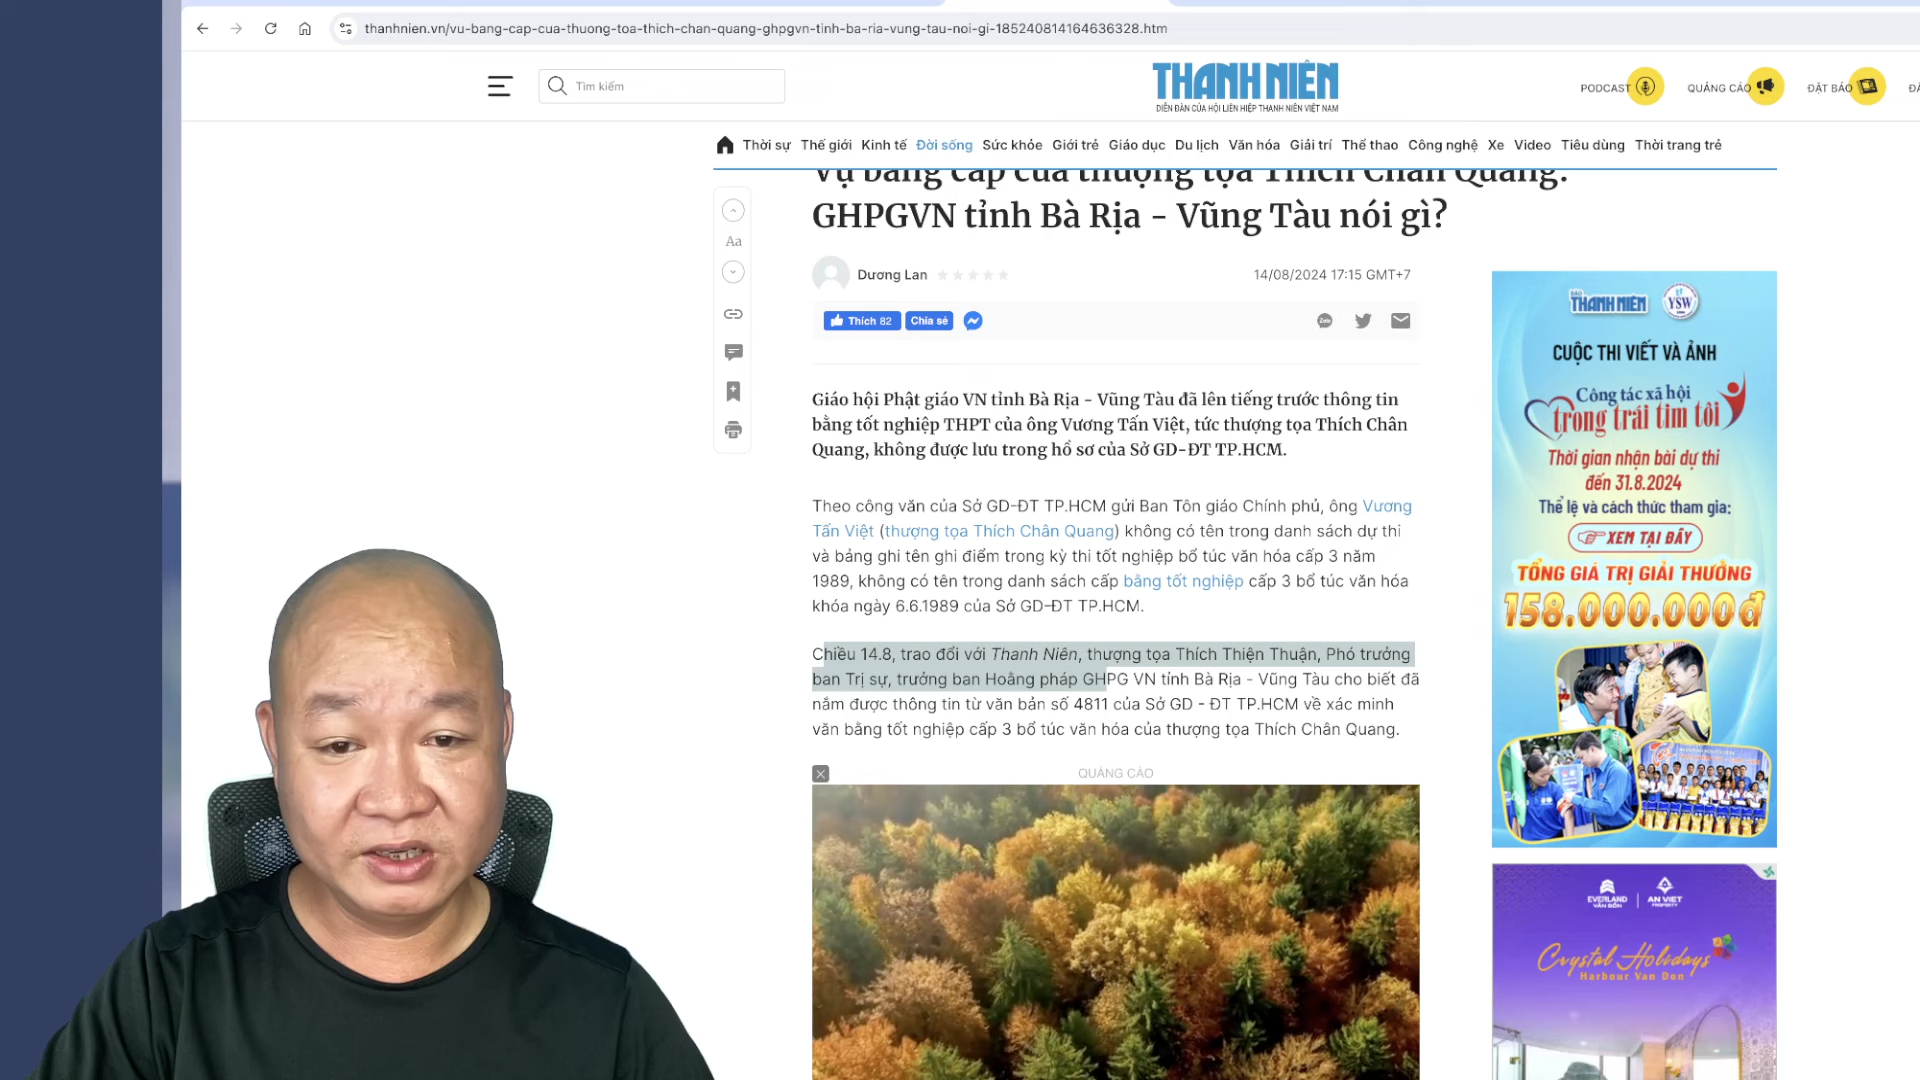 thanhnien.vn/vu-bang-cap-cua-thuong-toa-thich-chan-quang-ghpgvn-tinh-ba-ria-vung-tau-noi-gi-185240814164636328.htm
Tìm kiếm
THANH NIÊN
DIỄN ĐÀN CỦA HỘI LIÊN HIỆP THANH NIÊN VIỆT NAM
PODCAST
QUẢNG CÁO
ĐẶT BÁO
Thời sự Thế giới Kinh tế Đời sống Sức khỏe Giới trẻ Giáo dục Du lịch Văn hóa Giải trí Thể thao Công nghệ Xe Video Tiêu dùng Thời trang trẻ
Vụ bằng cấp của thượng tọa Thích Chân Quang:
GHPGVN tỉnh Bà Rịa - Vũng Tàu nói gì?
Aa
Dương Lan
14/08/2024 17:15 GMT+7
Thích 82
Chia sẻ
Zalo
Giáo hội Phật giáo VN tỉnh Bà Rịa - Vũng Tàu đã lên tiếng trước thông tin
bằng tốt nghiệp THPT của ông Vương Tấn Việt, tức thượng tọa Thích Chân
Quang, không được lưu trong hồ sơ của Sở GD-ĐT TP.HCM.
Theo công văn của Sở GD-ĐT TP.HCM gửi Ban Tôn giáo Chính phủ, ông Vương
Tấn Việt (thượng tọa Thích Chân Quang) không có tên trong danh sách dự thi
và bảng ghi tên ghi điểm trong kỳ thi tốt nghiệp bổ túc văn hóa cấp 3 năm
1989, không có tên trong danh sách cấp bằng tốt nghiệp cấp 3 bổ túc văn hóa
khóa ngày 6.6.1989 của Sở GD-ĐT TP.HCM.
Chiều 14.8, trao đổi với Thanh Niên, thượng tọa Thích Thiện Thuận, Phó trưởng
ban Trị sự, trưởng ban Hoằng pháp GHPG VN tỉnh Bà Rịa - Vũng Tàu cho biết đã
nắm được thông tin từ văn bản số 4811 của Sở GD - ĐT TP.HCM về xác minh
văn bằng tốt nghiệp cấp 3 bổ túc văn hóa của thượng tọa Thích Chân Quang.
QUẢNG CÁO
BÁO THANH NIÊN
YSW
CUỘC THI VIẾT VÀ ẢNH
Công tác xã hội
trong trái tim tôi
Thời gian nhận bài dự thi
đến 31.8.2024
Thể lệ và cách thức tham gia:
XEM TẠI ĐÂY
TỔNG GIÁ TRỊ GIẢI THƯỞNG
158.000.000đ
EVERLAND
VÂN ĐỒN
AN VIET
PROPERTY
Crystal Holidays
Harbour Van Don